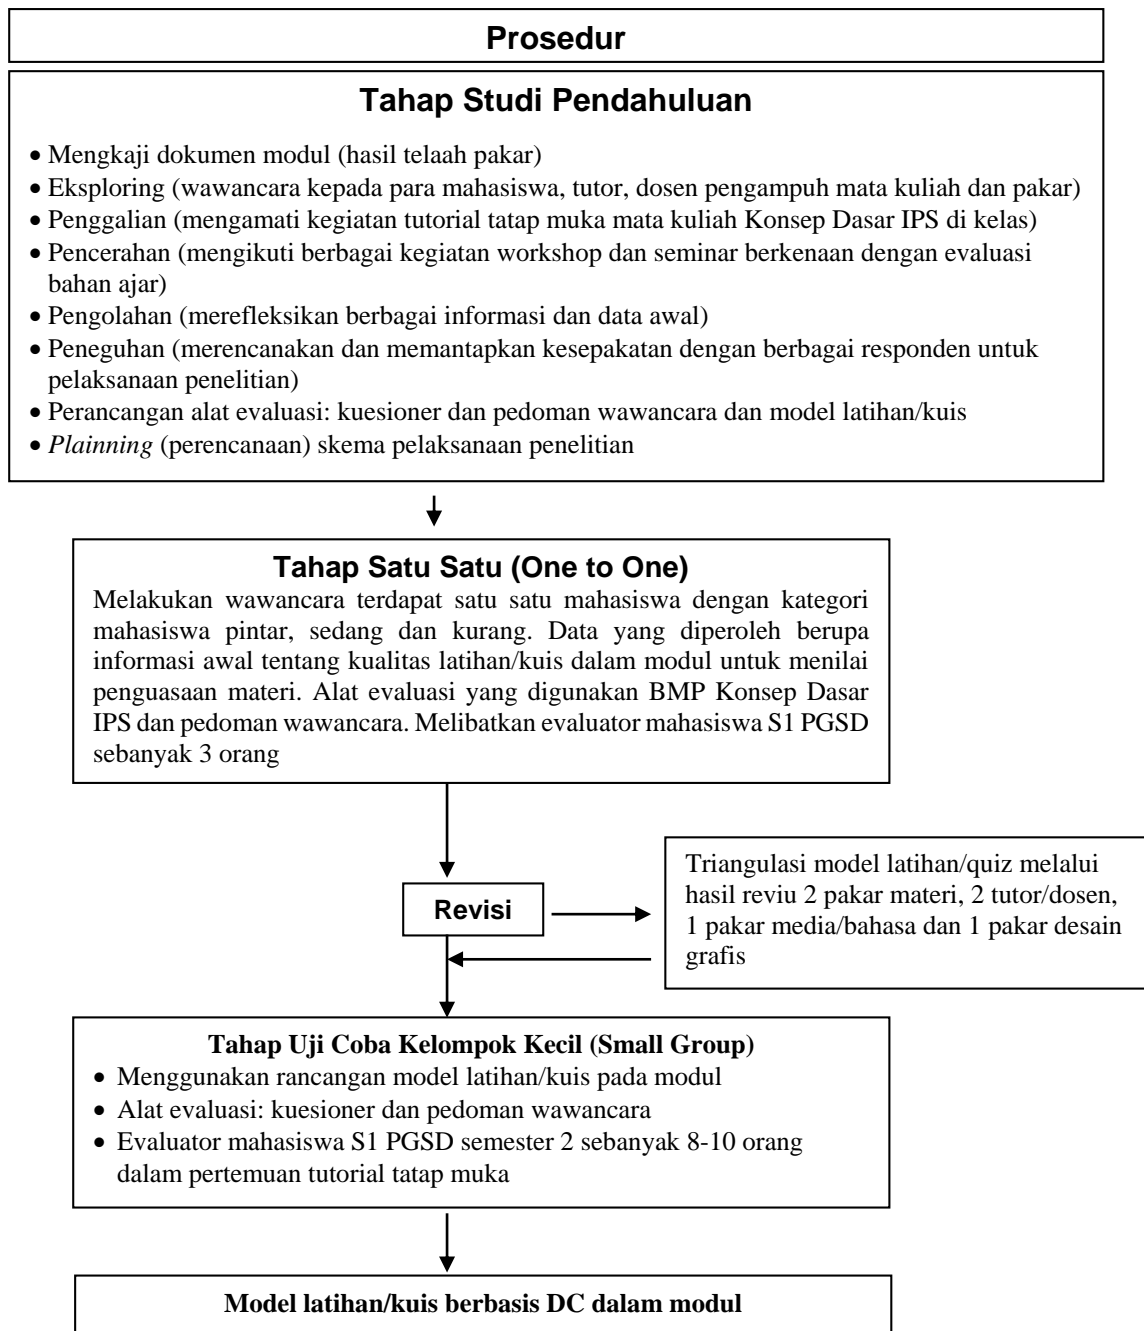 Prosedur
Tahap Studi Pendahuluan
• Mengkaji dokumen modul (hasil telaah pakar)
• Eksploring (wawancara kepada para mahasiswa, tutor, dosen pengampuh mata kuliah dan pakar)
• Penggalian (mengamati kegiatan tutorial tatap muka mata kuliah Konsep Dasar IPS di kelas)
• Pencerahan (mengikuti berbagai kegiatan workshop dan seminar berkenaan dengan evaluasi
bahan ajar)
• Pengolahan (merefleksikan berbagai informasi dan data awal)
• Peneguhan (merencanakan dan memantapkan kesepakatan dengan berbagai responden untuk
pelaksanaan penelitian)
• Perancangan alat evaluasi: kuesioner dan pedoman wawancara dan model latihan/kuis
• Plainning (perencanaan) skema pelaksanaan penelitian
Tahap Satu Satu (One to One)
Melakukan wawancara terdapat satu satu mahasiswa dengan kategori
mahasiswa pintar, sedang dan kurang. Data yang diperoleh berupa
informasi awal tentang kualitas latihan/kuis dalam modul untuk menilai
penguasaan materi. Alat evaluasi yang digunakan BMP Konsep Dasar
IPS dan pedoman wawancara. Melibatkan evaluator mahasiswa S1 PGSD
sebanyak 3 orang
Revisi
Triangulasi model latihan/quiz melalui
hasil reviu 2 pakar materi, 2 tutor/dosen,
1 pakar media/bahasa dan 1 pakar desain
grafis
Tahap Uji Coba Kelompok Kecil (Small Group)
• Menggunakan rancangan model latihan/kuis pada modul
• Alat evaluasi: kuesioner dan pedoman wawancara
• Evaluator mahasiswa S1 PGSD semester 2 sebanyak 8-10 orang
dalam pertemuan tutorial tatap muka
Model latihan/kuis berbasis DC dalam modul